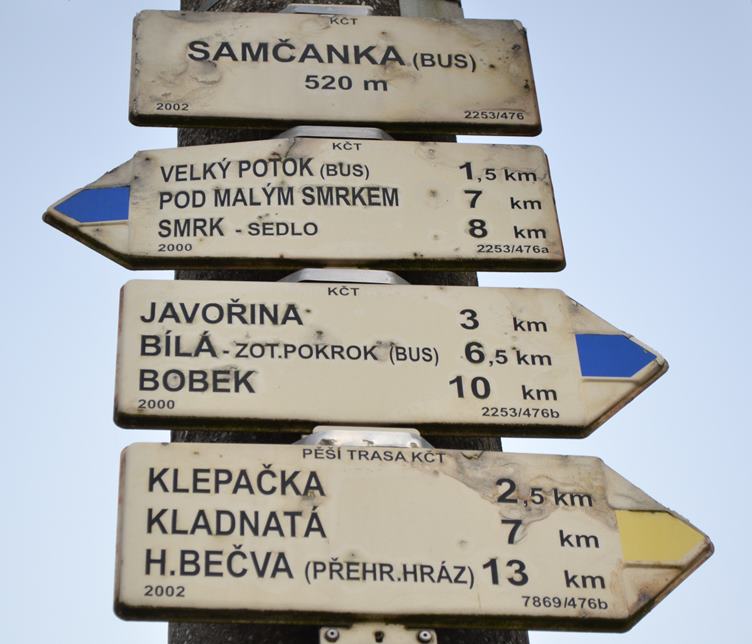 KČT
SAMČANKA (BUS)
520 m
2002 2253/476
KČT
VELKÝ POTOK (BUS) 1,5 km
POD MALÝM SMRKEM 7 km
SMRK - SEDLO 8 km
2000 2253/476a
KČT
JAVOŘINA 3 km
BÍLÁ - ZOT.POKROK (BUS) 6,5 km
BOBEK 10 km
2000 2253/476b
PĚŠÍ TRASA KČT
KLEPAČKA 2,5 km
KLADNATÁ 7 km
H.BEČVA (PŘEHR.HRÁZ) 13 km
2002 7869/476b